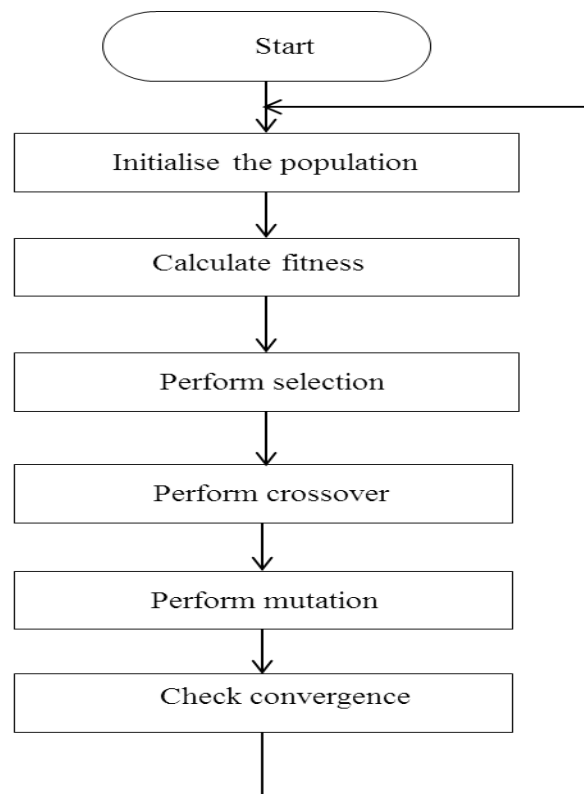 Start
Initialise the population
Calculate fitness
Perform selection
Perform crossover
Perform mutation
Check convergence